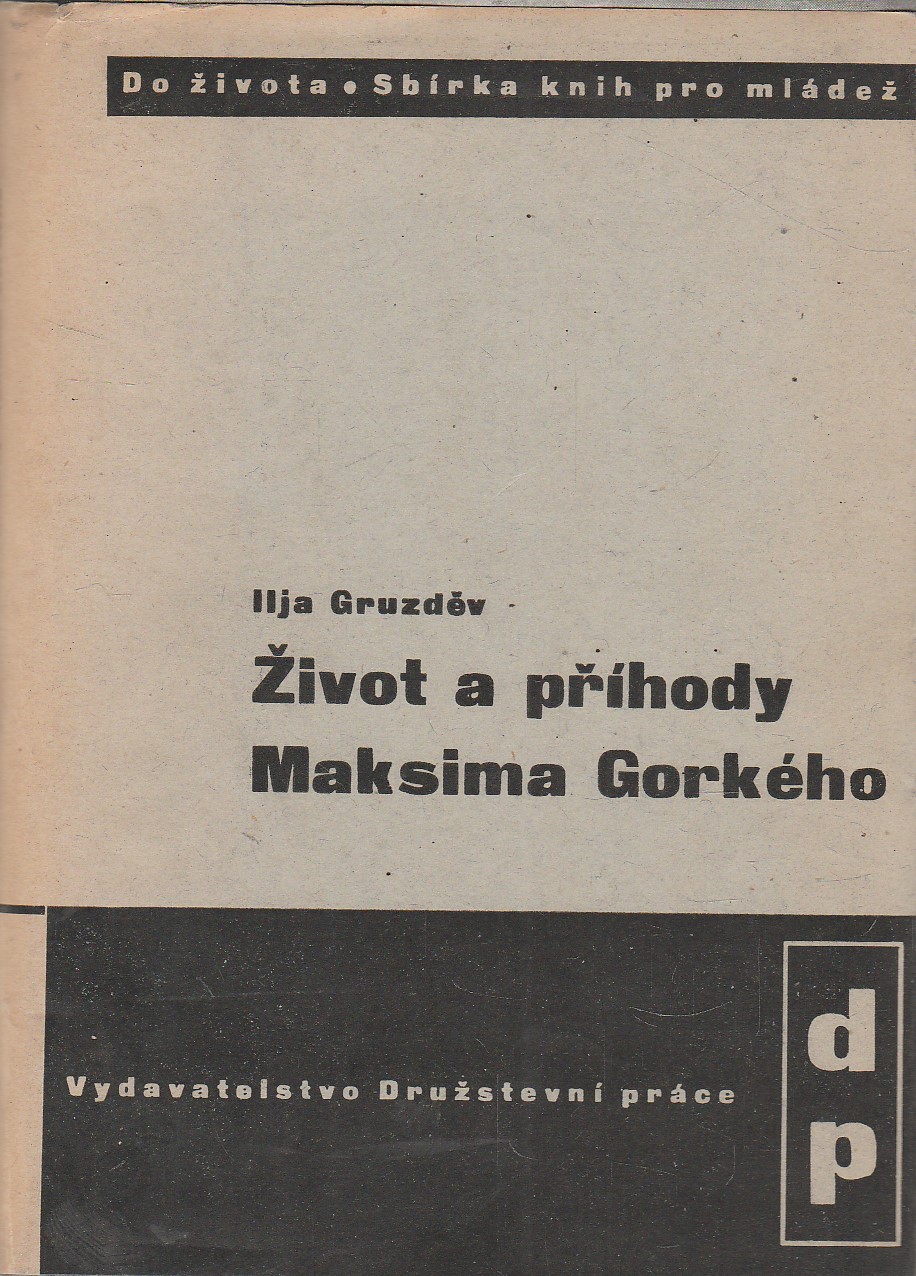 Do života • Sbírka knih pro mládež
Ilja Gruzděv
Život a příhody
Maksima Gorkého
Vydavatelstvo Družstevní práce
d
p